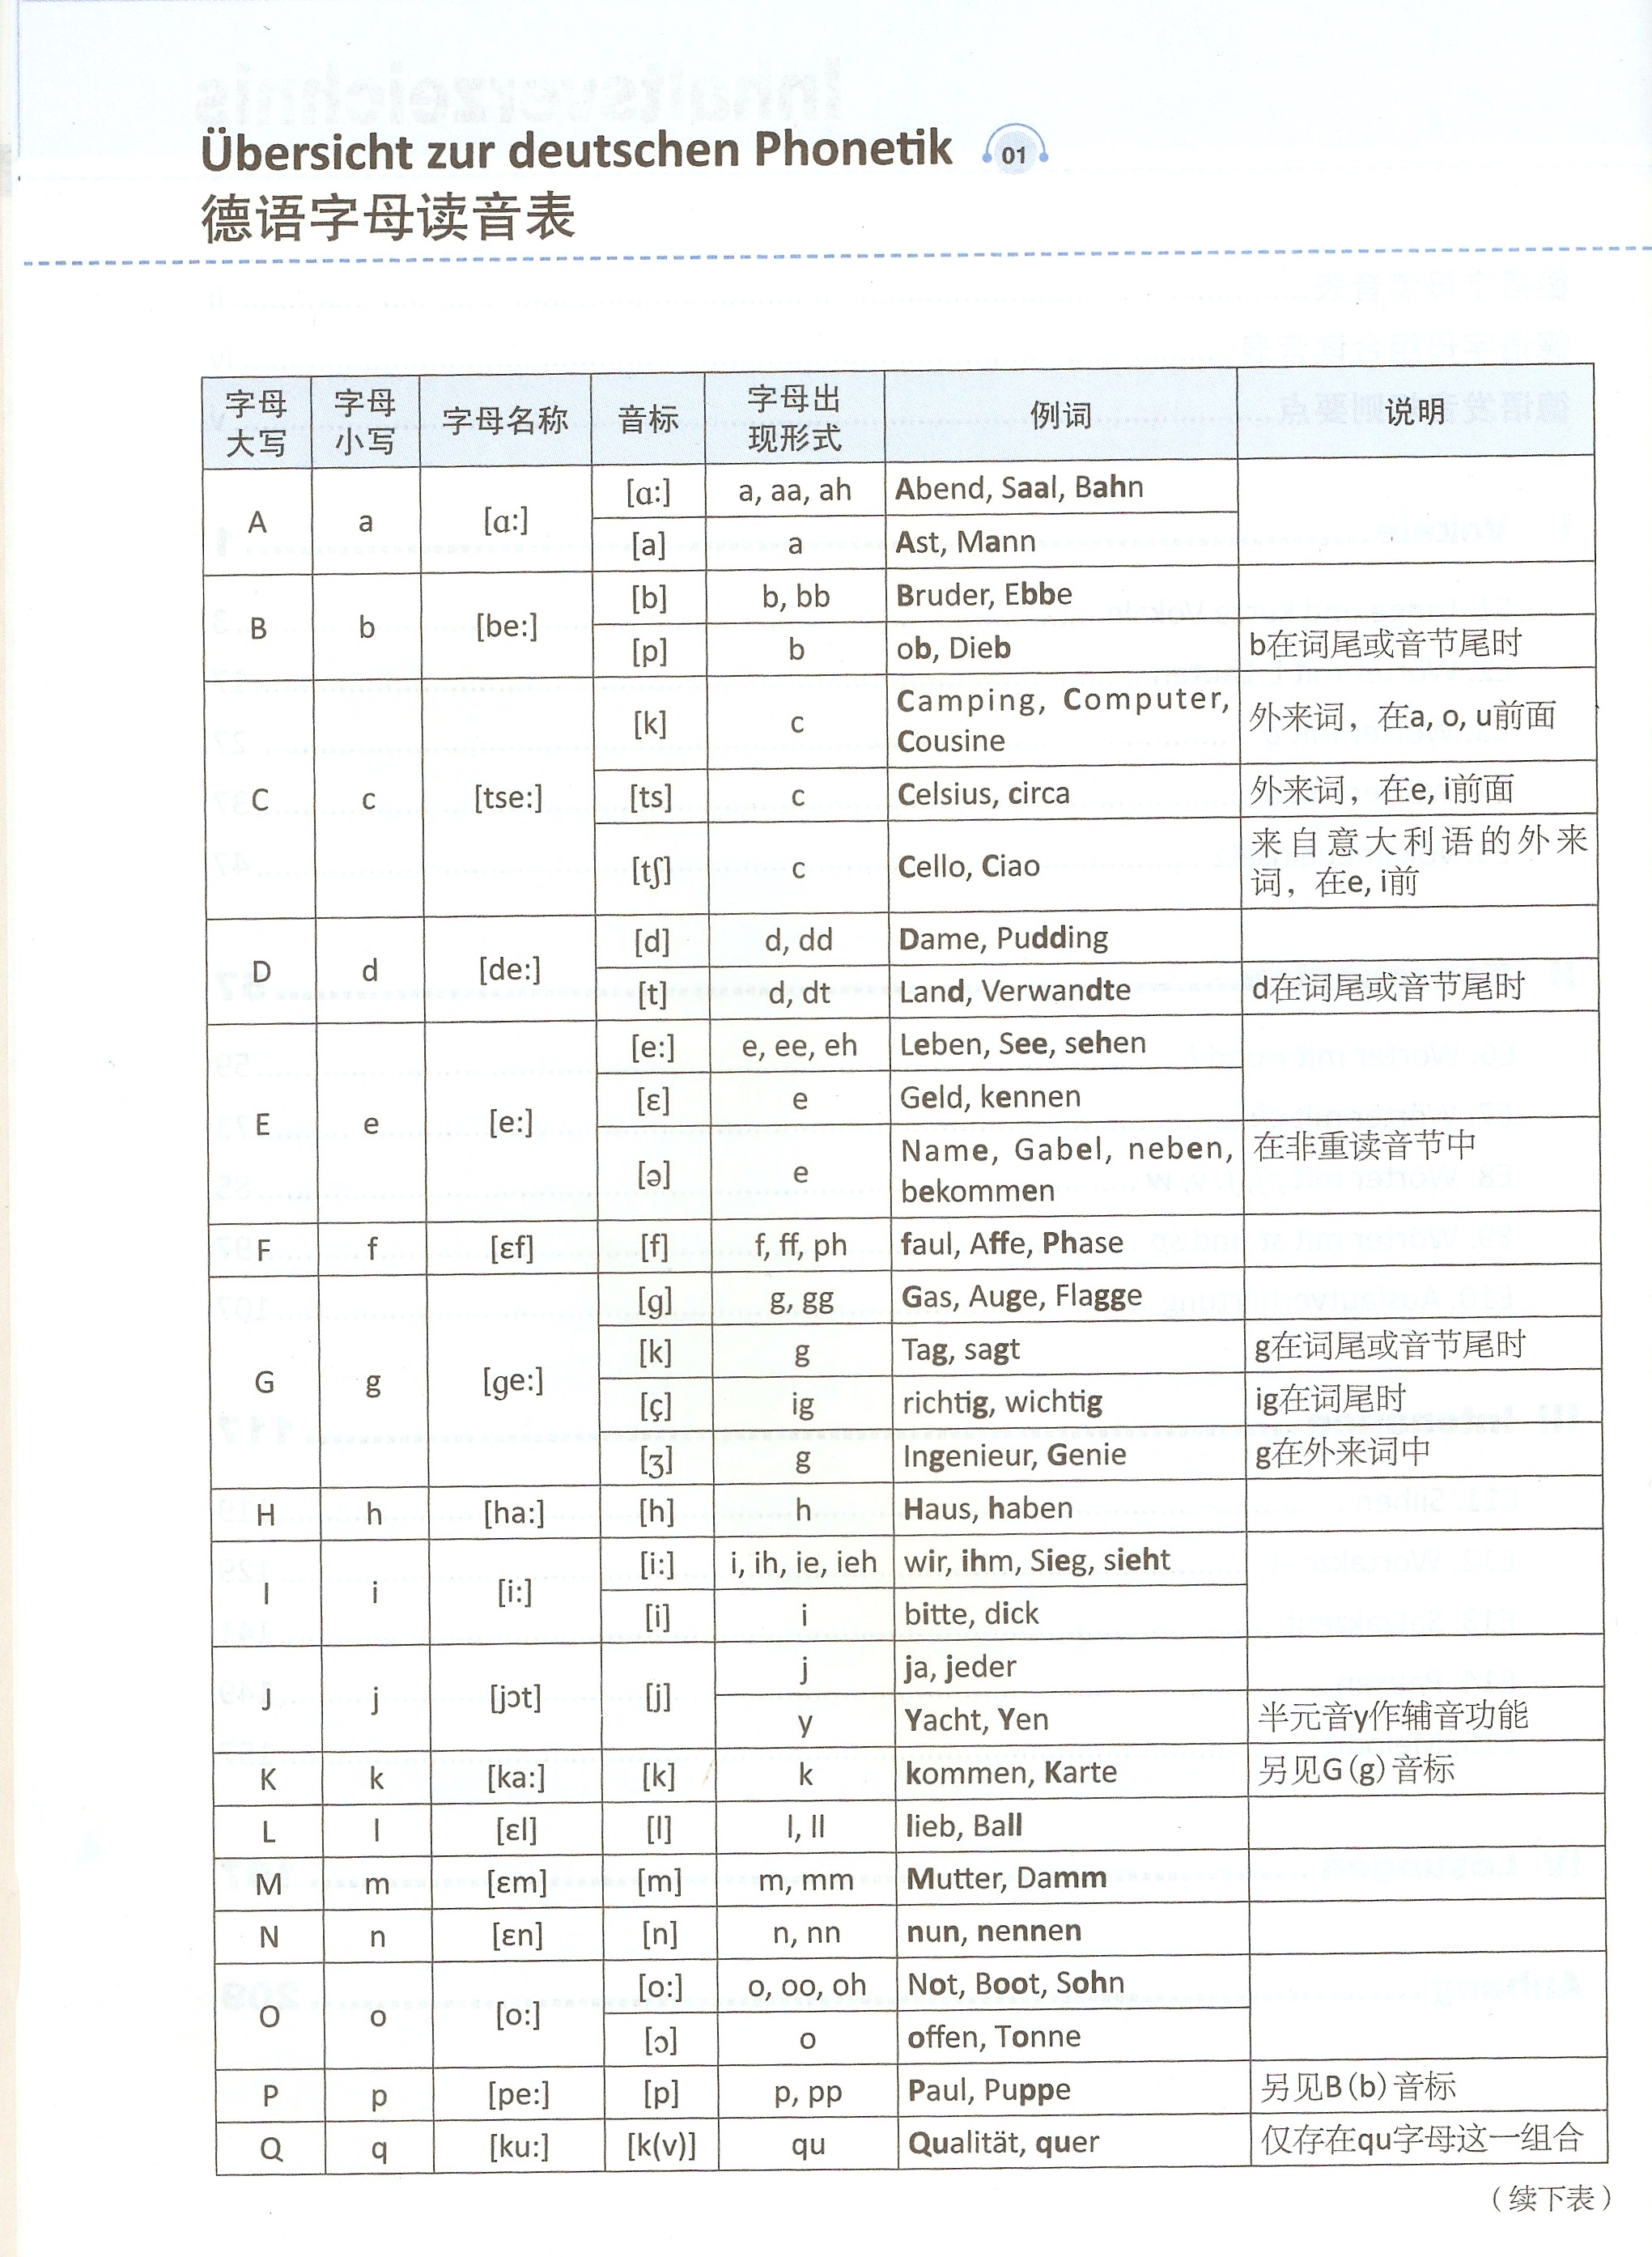 Übersicht zur deutschen Phonetik 01
德语字母读音表
字母大写 字母小写 字母名称 音标 字母出现形式 例词 说明
A a [ɑ:] [ɑ:] a, aa, ah Abend, Saal, Bahn
[a] a Ast, Mann
B b [be:] [b] b, bb Bruder, Ebbe
[p] b ob, Dieb b在词尾或音节尾时
C c [tse:] [k] c Camping, Computer, Cousine 外来词，在a, o, u前面
[ts] c Celsius, circa 外来词，在e, i前面
[tʃ] c Cello, Ciao 来自意大利语的外来词，在e, i前
D d [de:] [d] d, dd Dame, Pudding
[t] d, dt Land, Verwandte d在词尾或音节尾时
E e [e:] [e:] e, ee, eh Leben, See, sehen
[ɛ] e Geld, kennen
[ə] e Name, Gabel, neben, bekommen 在非重读音节中
F f [ɛf] [f] f, ff, ph faul, Affe, Phase
G g [ge:] [g] g, gg Gas, Auge, Flagge
[k] g Tag, sagt g在词尾或音节尾时
[ç] ig richtig, wichtig ig在词尾时
[ʒ] g Ingenieur, Genie g在外来词中
H h [ha:] [h] h Haus, haben
I i [i:] [i:] i, ih, ie, ieh wir, ihm, Sieg, sieht
[i] i bitte, dick
J j [jɔt] [j] j ja, jeder
y Yacht, Yen 半元音y作辅音功能
K k [ka:] [k] k kommen, Karte 另见G(g)音标
L l [ɛl] [l] l, ll lieb, Ball
M m [ɛm] [m] m, mm Mutter, Damm
N n [ɛn] [n] n, nn nun, nennen
O o [o:] [o:] o, oo, oh Not, Boot, Sohn
[ɔ] o offen, Tonne
P p [pe:] [p] p, pp Paul, Puppe 另见B(b)音标
Q q [ku:] [k(v)] qu Qualität, quer 仅存在qu字母这一组合
（续下表）